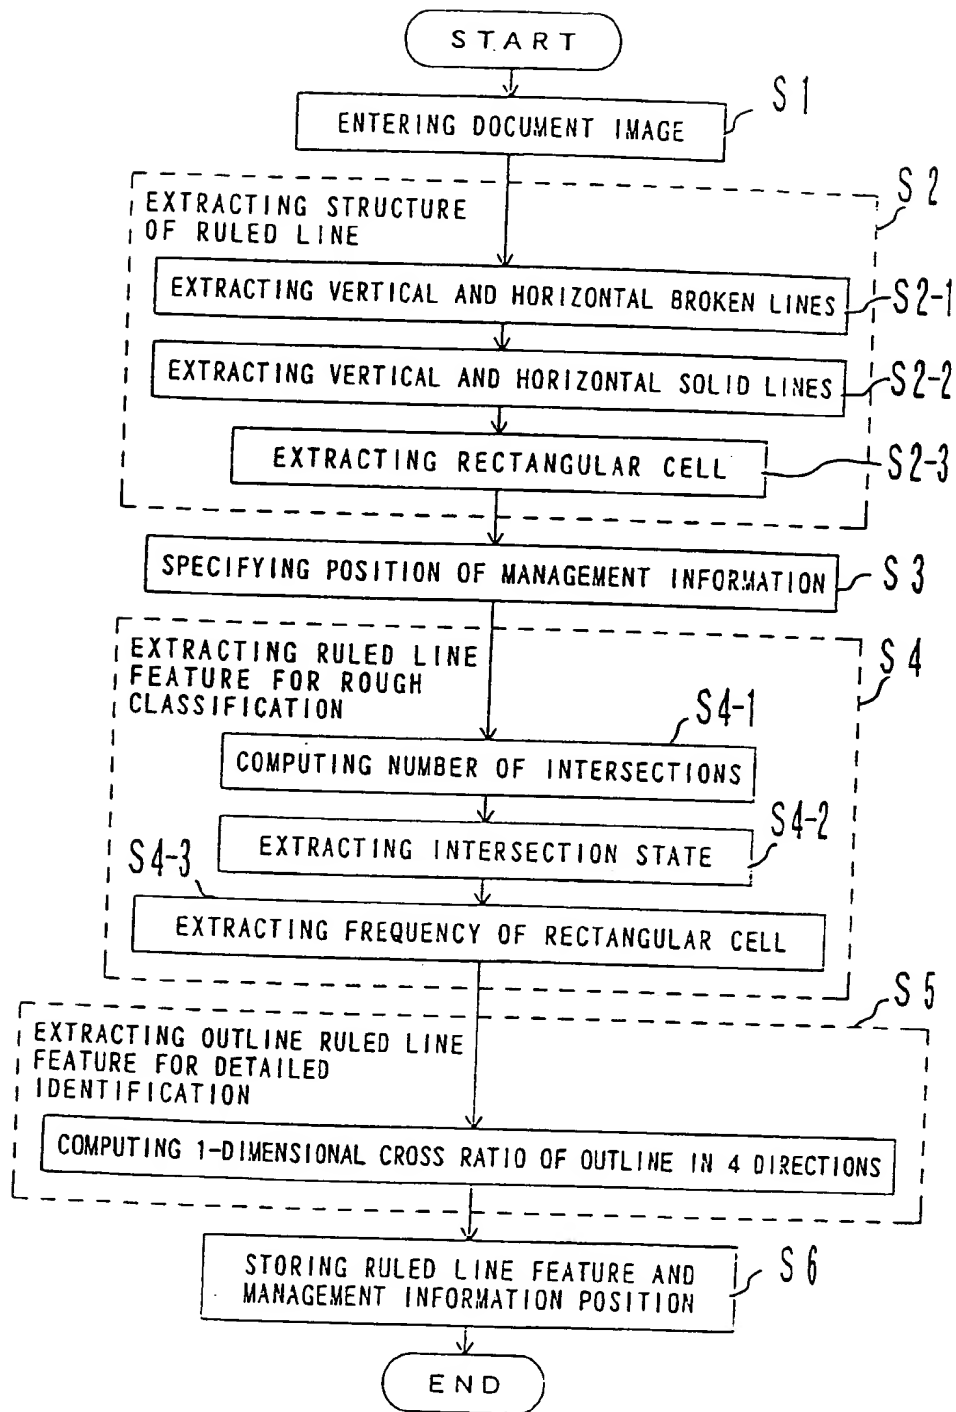 START
S1
ENTERING DOCUMENT IMAGE
S2
EXTRACTING STRUCTURE
OF RULED LINE
EXTRACTING VERTICAL AND HORIZONTAL BROKEN LINES
S2-1
EXTRACTING VERTICAL AND HORIZONTAL SOLID LINES
S2-2
EXTRACTING RECTANGULAR CELL
S2-3
SPECIFYING POSITION OF MANAGEMENT INFORMATION
S3
EXTRACTING RULED LINE
FEATURE FOR ROUGH
CLASSIFICATION
S4
S4-1
COMPUTING NUMBER OF INTERSECTIONS
S4-2
EXTRACTING INTERSECTION STATE
S4-3
EXTRACTING FREQUENCY OF RECTANGULAR CELL
S5
EXTRACTING OUTLINE RULED LINE
FEATURE FOR DETAILED
IDENTIFICATION
COMPUTING 1-DIMENSIONAL CROSS RATIO OF OUTLINE IN 4 DIRECTIONS
STORING RULED LINE FEATURE AND
MANAGEMENT INFORMATION POSITION
S6
END